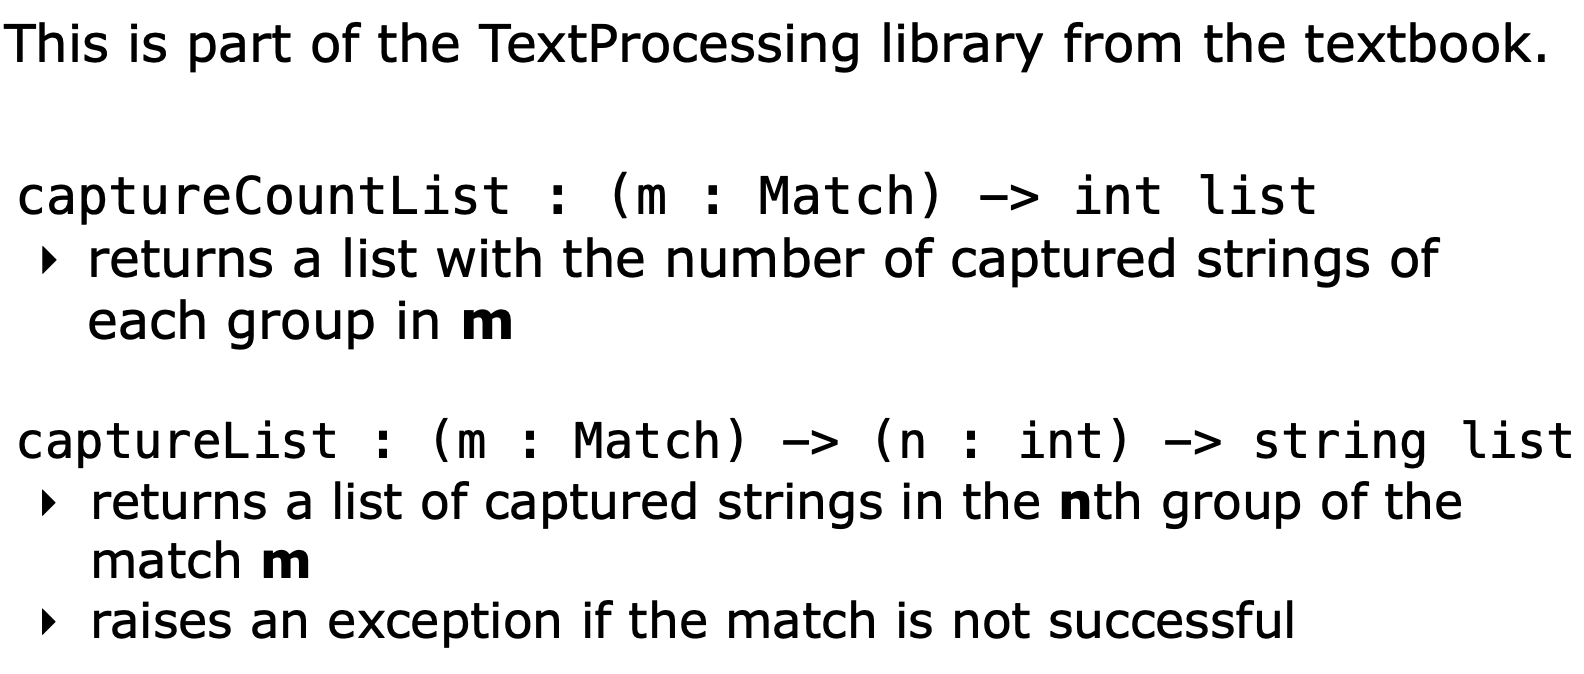 This is part of the TextProcessing library from the textbook.
captureCountList : (m : Match) -> int list
‣ returns a list with the number of captured strings of
each group in m
captureList : (m : Match) -> (n : int) -> string list
‣ returns a list of captured strings in the nth group of the
match m
‣ raises an exception if the match is not successful